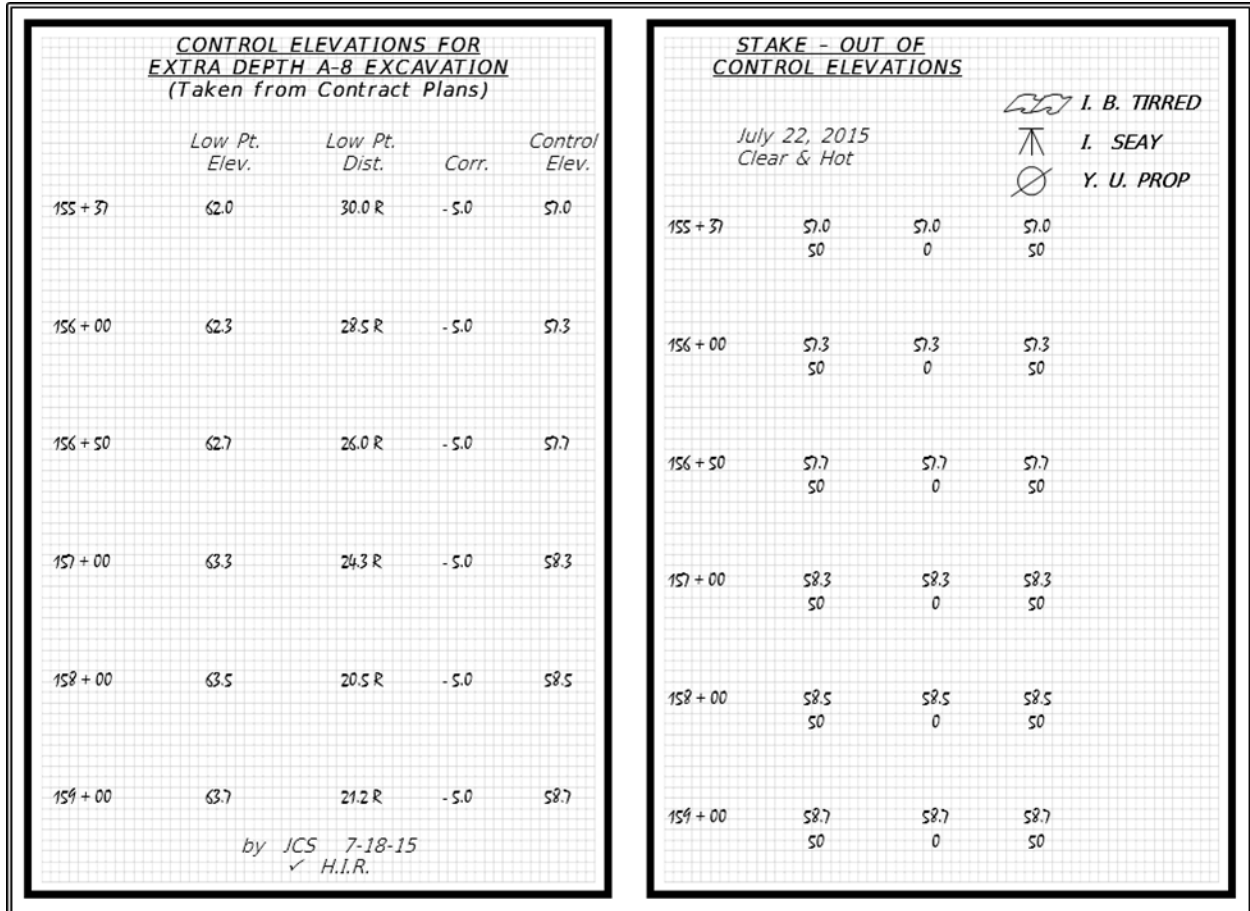 CONTROL ELEVATIONS FOR
EXTRA DEPTH A-8 EXCAVATION
(Taken from Contract Plans)
Low Pt. Low Pt. Control
Elev. Dist. Corr. Elev.
155 + 37 62.0 30.0 R - 5.0 57.0
156 + 00 62.3 28.5 R - 5.0 57.3
156 + 50 62.7 26.0 R - 5.0 57.7
157 + 00 63.3 24.3 R - 5.0 58.3
158 + 00 63.5 20.5 R - 5.0 58.5
159 + 00 63.7 21.2 R - 5.0 58.7
by JCS 7-18-15
✓ H.I.R.
STAKE - OUT OF
CONTROL ELEVATIONS
I. B. TIRRED
July 22, 2015 I. SEAY
Clear & Hot
Y. U. PROP
155 + 37 57.0 57.0 57.0
50 0 50
156 + 00 57.3 57.3 57.3
50 0 50
156 + 50 57.7 57.7 57.7
50 0 50
157 + 00 58.3 58.3 58.3
50 0 50
158 + 00 58.5 58.5 58.5
50 0 50
159 + 00 58.7 58.7 58.7
50 0 50